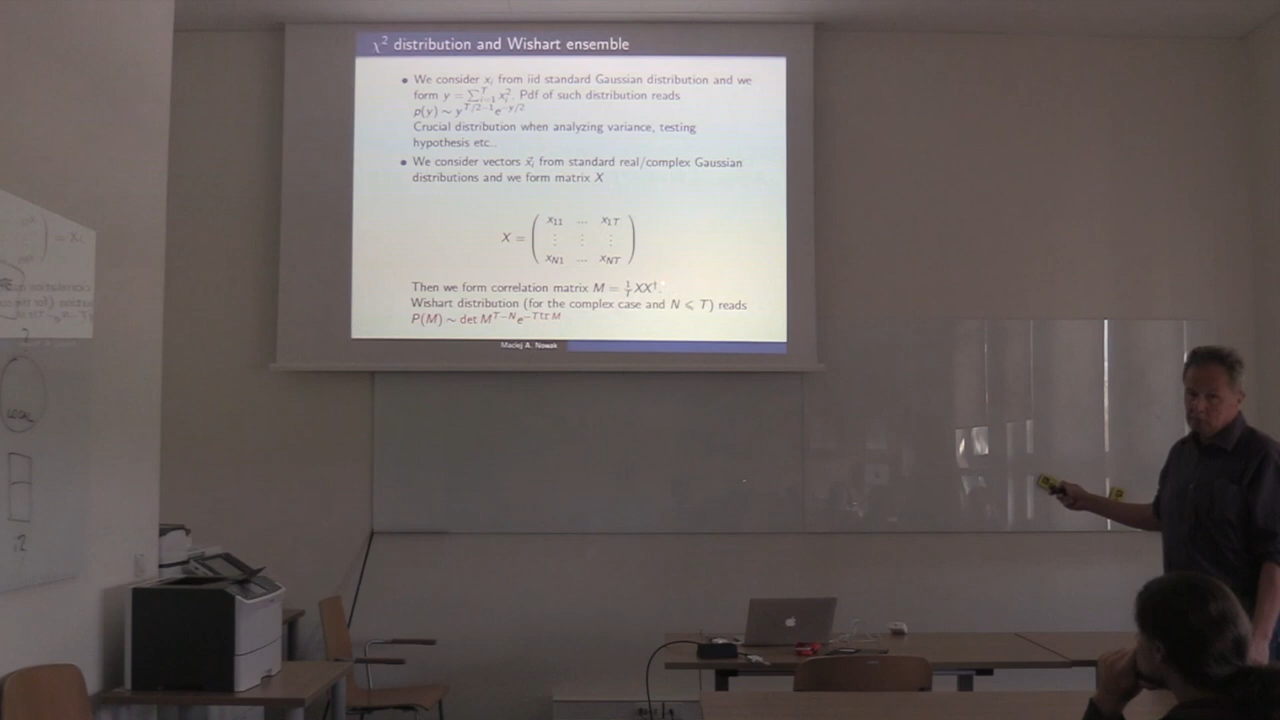 χ² distribution and Wishart ensemble
• We consider xᵢ from iid standard Gaussian distribution and we
form y = ∑ᵀᵢ₌₁ xᵢ². Pdf of such distribution reads
p(y) ∼ y^{T/2−1}e^{−y/2}
Crucial distribution when analyzing variance, testing
hypothesis etc..
• We consider vectors x⃗ᵢ from standard real/complex Gaussian
distributions and we form matrix X
x₁₁ ... x₁T
X = ( ⋮ ⋮ ⋮ )
xN1 ... xNT
Then we form correlation matrix M = 1/T XX†.
Wishart distribution (for the complex case and N ⩽ T) reads
P(M) ∼ det M^{T−N}e^{−T tr M}
Maciej A. Nowak
LOCAL